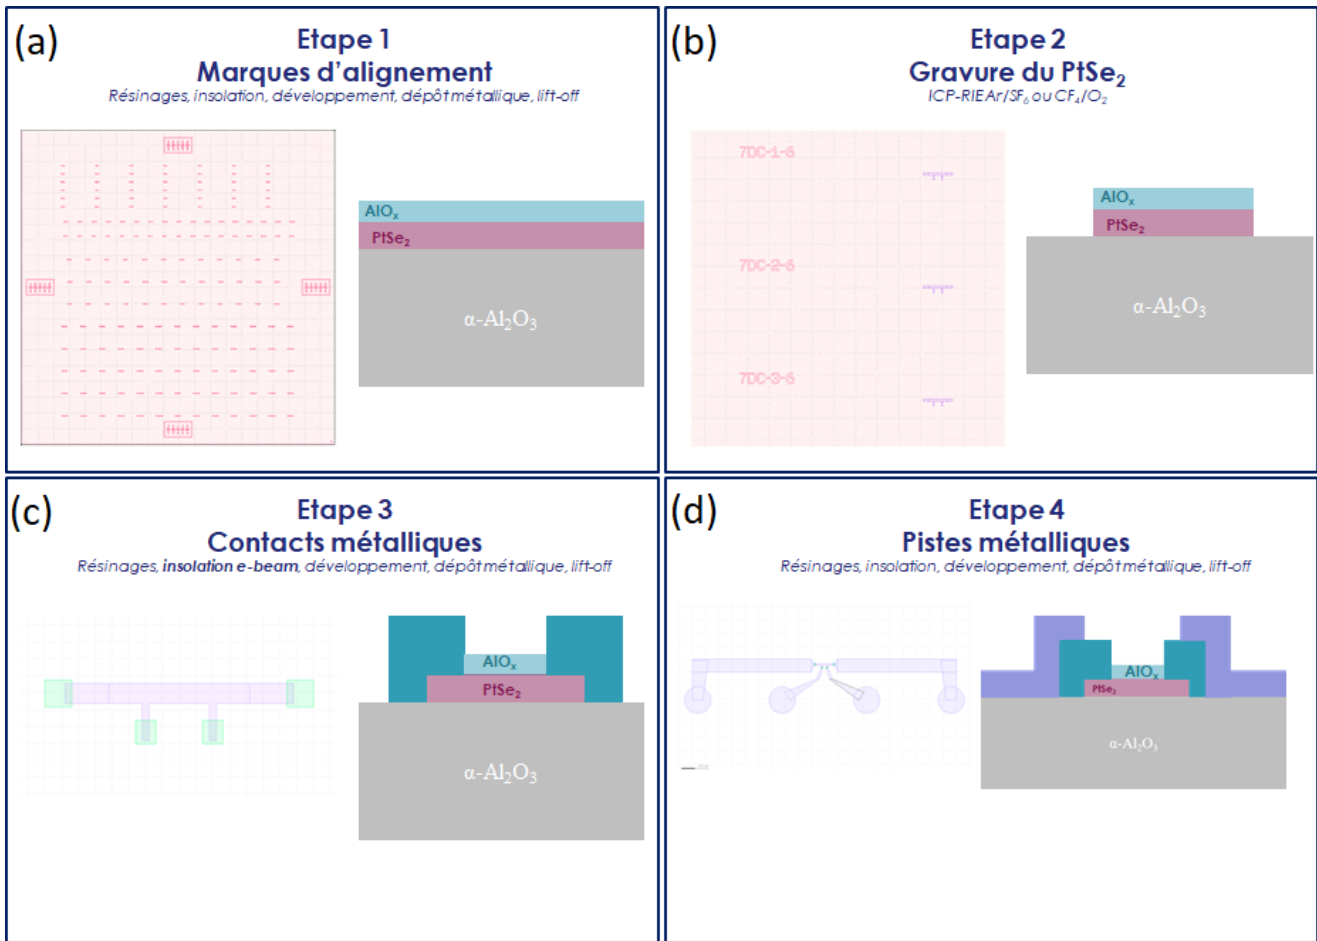 (a)
Etape 1
Marques d'alignement
Résinages, insolation, développement, dépôt métallique, lift-off
AlOₓ
PtSe₂
α-Al₂O₃
(b)
Etape 2
Gravure du PtSe₂
ICP-RIE Ar/SF₆ ou CF₄/O₂
7DC-1-6
7DC-2-6
7DC-3-6
AlOₓ
PtSe₂
α-Al₂O₃
(c)
Etape 3
Contacts métalliques
Résinages, insolation e-beam, développement, dépôt métallique, lift-off
AlOₓ
PtSe₂
α-Al₂O₃
(d)
Etape 4
Pistes métalliques
Résinages, insolation, développement, dépôt métallique, lift-off
AlOₓ
PtSe₂
α-Al₂O₃